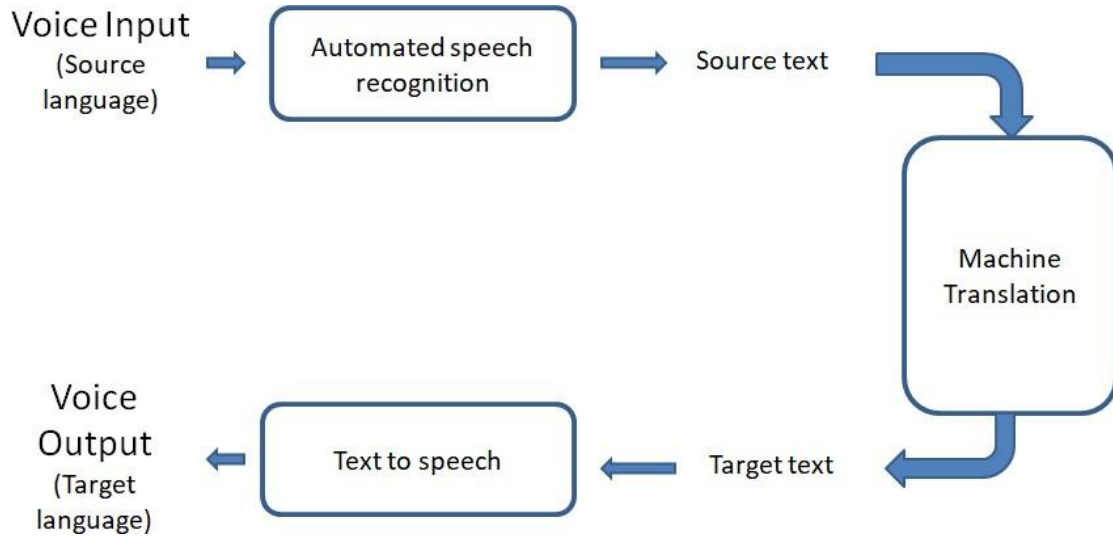 Voice Input
(Source
language)
Automated speech
recognition
Source text
Machine
Translation
Voice
Output
(Target
language)
Text to speech
Target text